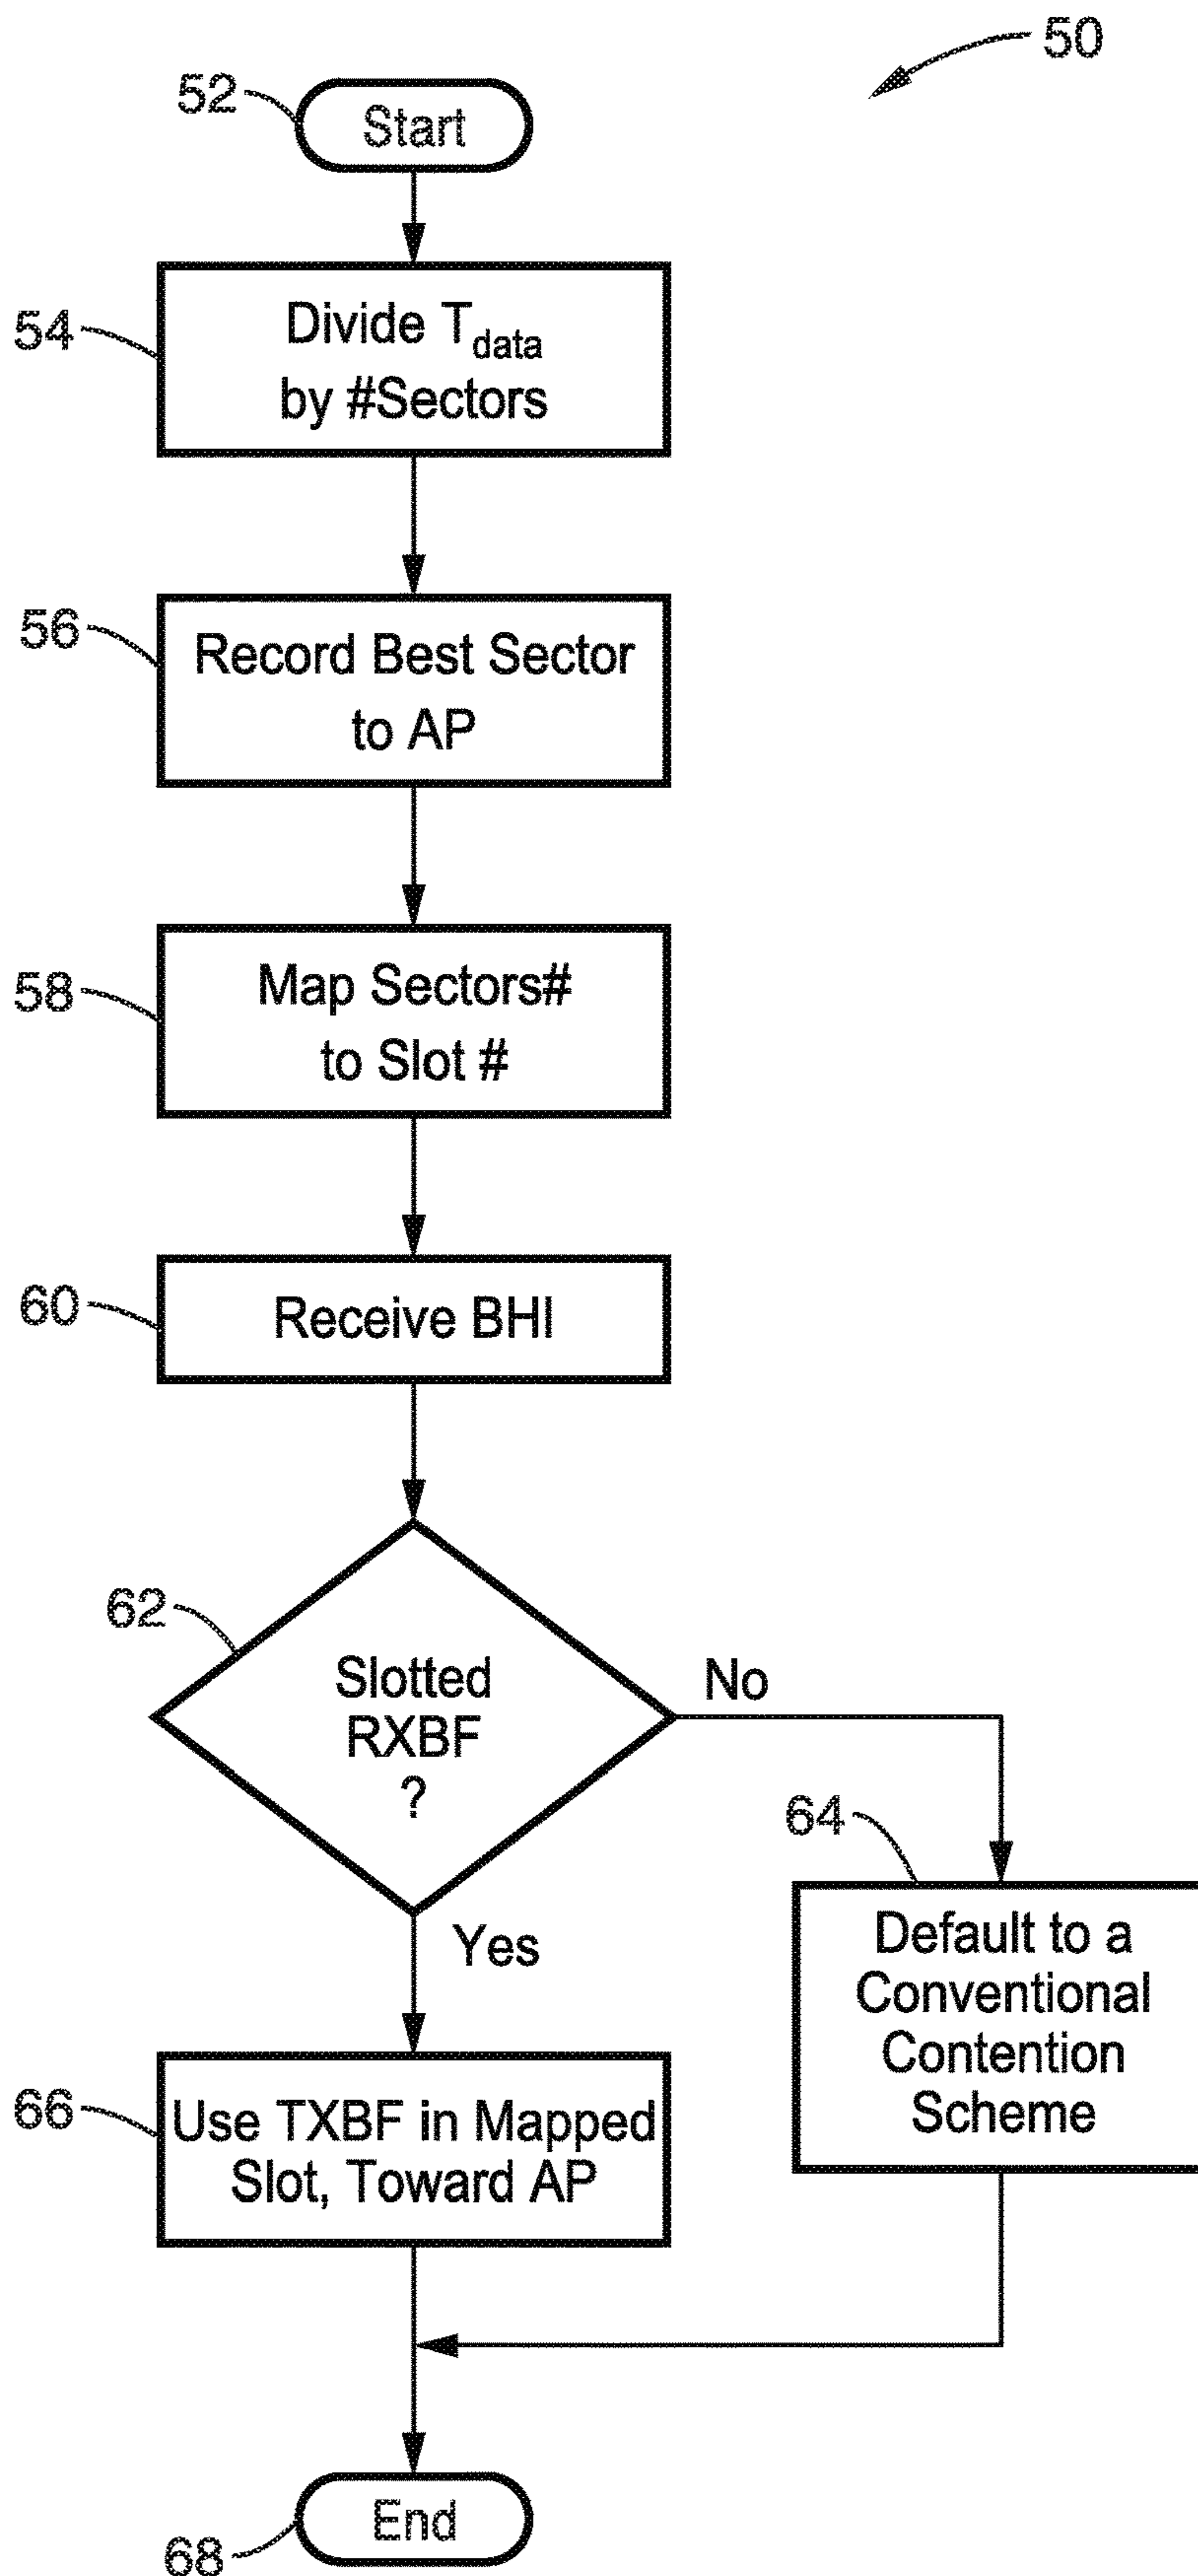 50
52
Start
54
Divide Tdata
by #Sectors
56
Record Best Sector
to AP
58
Map Sectors#
to Slot #
60
Receive BHI
62
Slotted
RXBF
?
No
Yes
64
Default to a
Conventional
Contention
Scheme
66
Use TXBF in Mapped
Slot, Toward AP
End
68